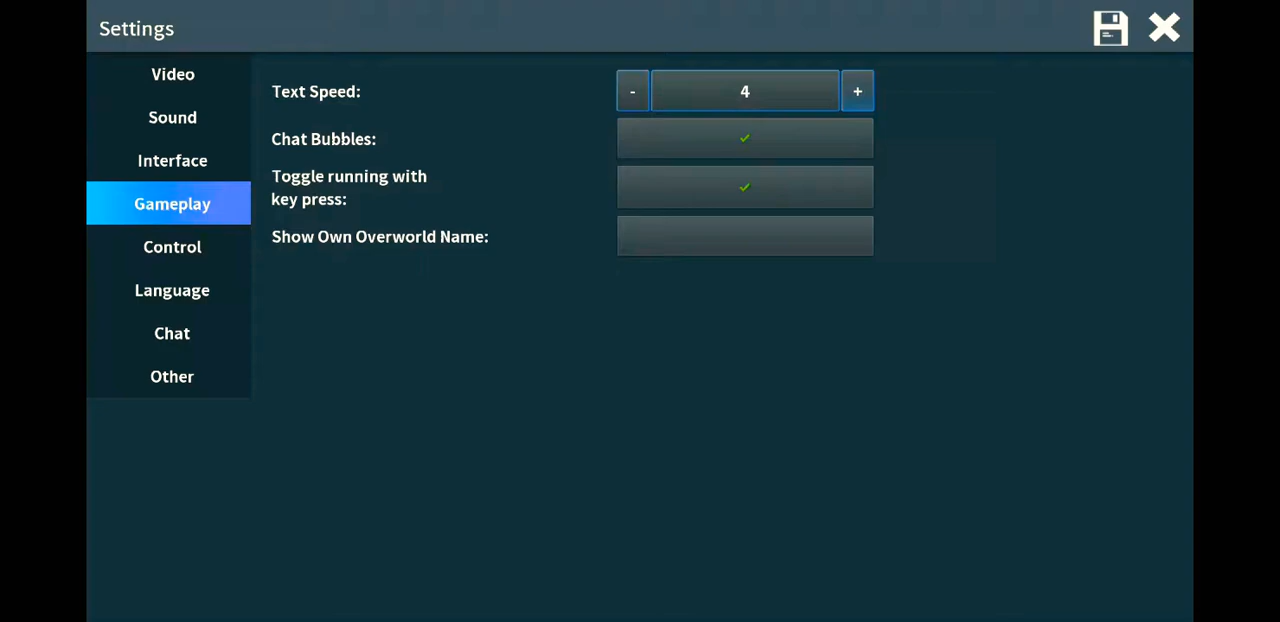 Settings
Video
Sound
Interface
Gameplay
Control
Language
Chat
Other
Text Speed:
- 4 +
Chat Bubbles:
Toggle running with
key press:
Show Own Overworld Name: